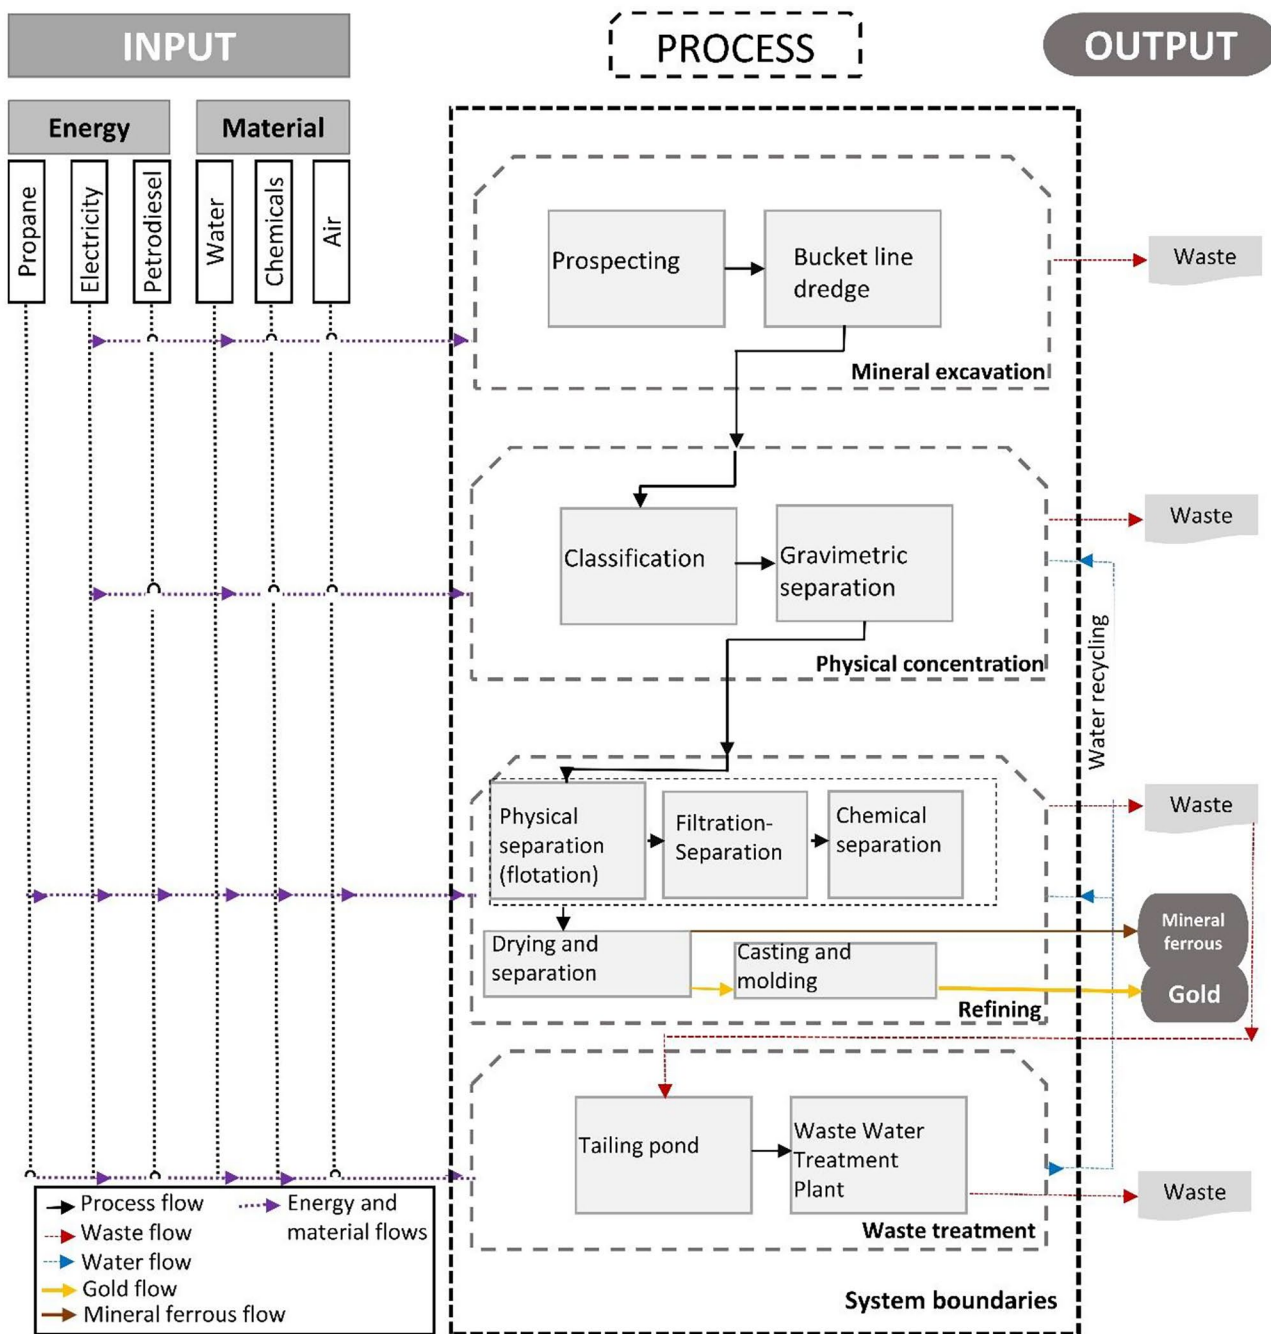 INPUT
PROCESS
OUTPUT
Energy
Material
Propane
Electricity
Petrodiesel
Water
Chemicals
Air
Prospecting
Bucket line
dredge
Mineral excavation
Waste
Classification
Gravimetric
separation
Physical concentration
Waste
Water recycling
Physical
separation
(flotation)
Filtration-
Separation
Chemical
separation
Waste
Drying and
separation
Casting and
molding
Refining
Mineral
ferrous
Gold
Tailing pond
Waste Water
Treatment
Plant
Waste treatment
Waste
System boundaries
Process flow
Waste flow
Water flow
Gold flow
Mineral ferrous flow
Energy and
material flows